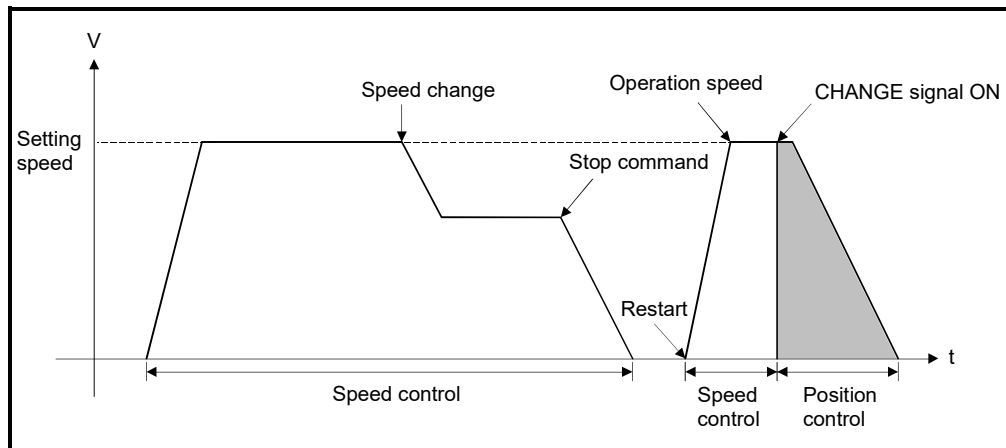 V
Setting
speed
Speed change
Stop command
Operation speed
CHANGE signal ON
Restart
t
Speed control
Speed
control
Position
control